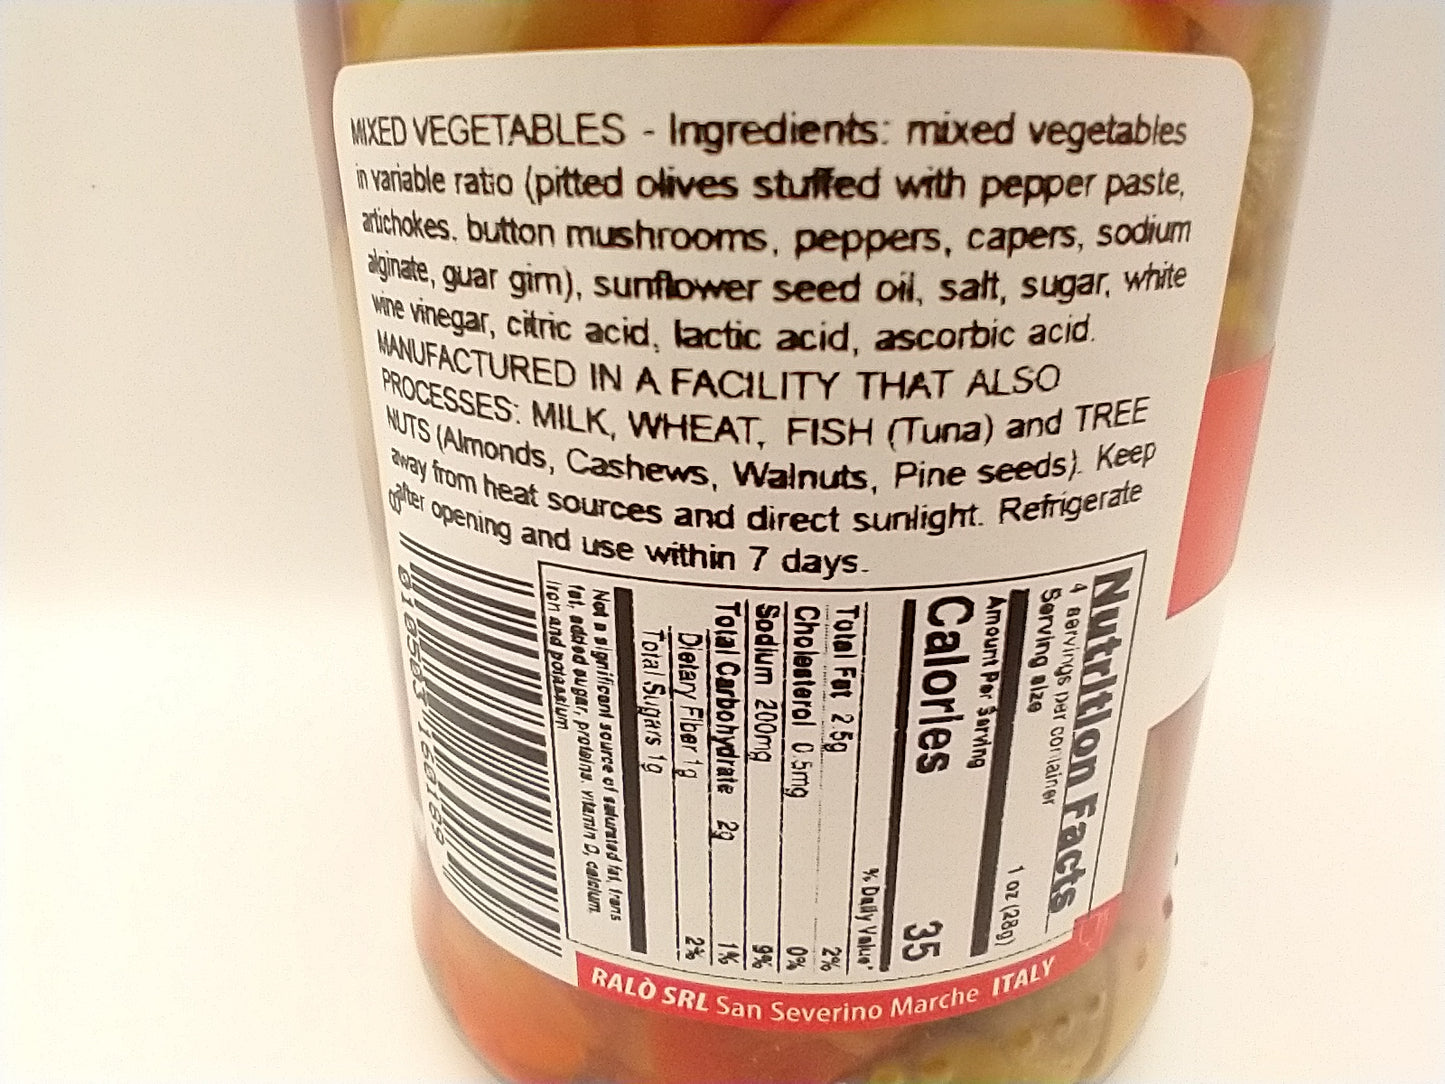 MIXED VEGETABLES - Ingredients: mixed vegetables
in variable ratio (pitted olives stuffed with pepper paste,
artichokes. button mushrooms, peppers, capers, sodium
alginate, guar gim), sunflower seed oil, salt, sugar, white
wine vinegar, citric acid, lactic acid, ascorbic acid.
MANUFACTURED IN A FACILITY THAT ALSO
PROCESSES: MILK, WHEAT, FISH (Tuna) and TREE
NUTS (Almonds, Cashews, Walnuts, Pine seeds). Keep
away from heat sources and direct sunlight. Refrigerate
after opening and use within 7 days.
Nutrition Facts
4 servings per container
Serving size 1 oz (28g)
Amount Per Serving
Calories 35
% Daily Value*
Total Fat 2.5g 2%
Cholesterol 0.5mg 0%
Sodium 200mg 9%
Total Carbohydrate 2g 1%
Dietary Fiber 1g 2%
Total Sugars 1g
Not a significant source of saturated fat, trans
fat, added sugar, proteins, vitamin D, calcium,
iron and potassium
RALÒ SRL San Severino Marche ITALY